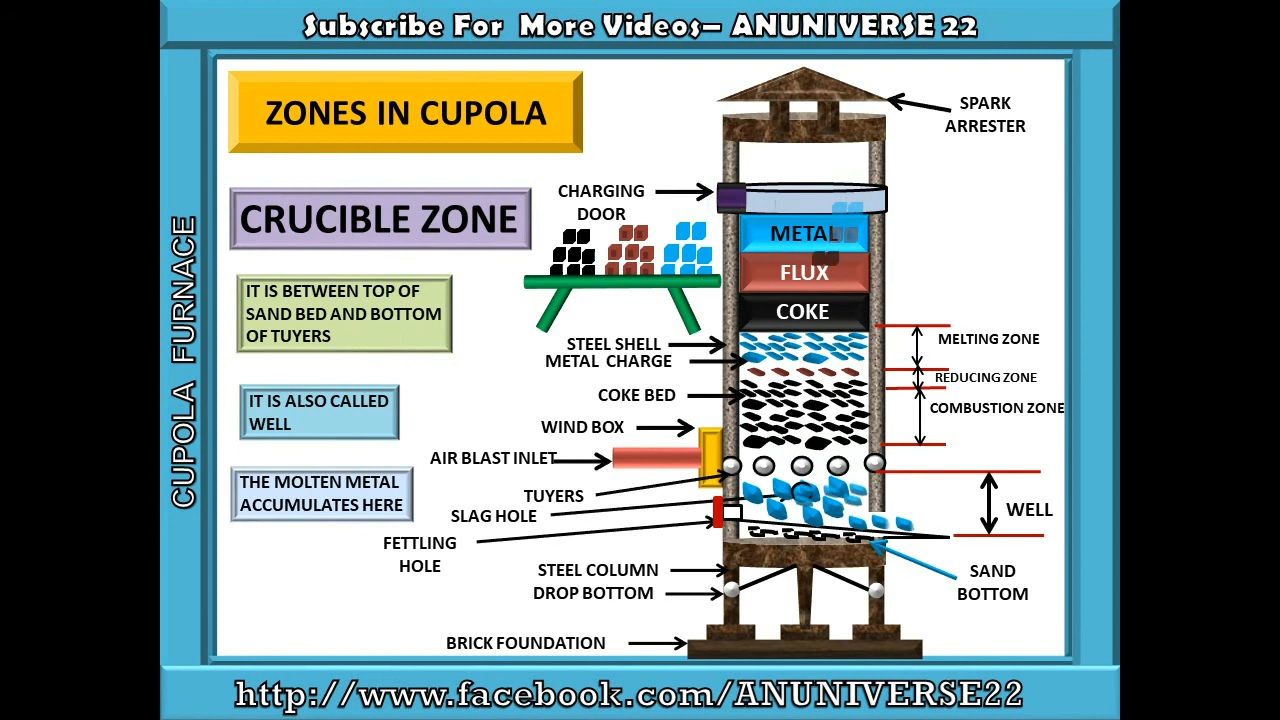 Subscribe For More Videos– ANUNIVERSE 22
CUPOLA FURNACE
ZONES IN CUPOLA
CRUCIBLE ZONE
IT IS BETWEEN TOP OF
SAND BED AND BOTTOM
OF TUYERS
IT IS ALSO CALLED
WELL
THE MOLTEN METAL
ACCUMULATES HERE
SPARK
ARRESTER
CHARGING
DOOR
METAL
FLUX
COKE
STEEL SHELL
METAL CHARGE
COKE BED
WIND BOX
AIR BLAST INLET
TUYERS
SLAG HOLE
FETTLING
HOLE
STEEL COLUMN
DROP BOTTOM
BRICK FOUNDATION
MELTING ZONE
REDUCING ZONE
COMBUSTION ZONE
WELL
SAND
BOTTOM
http://www.facebook.com/ANUNIVERSE22